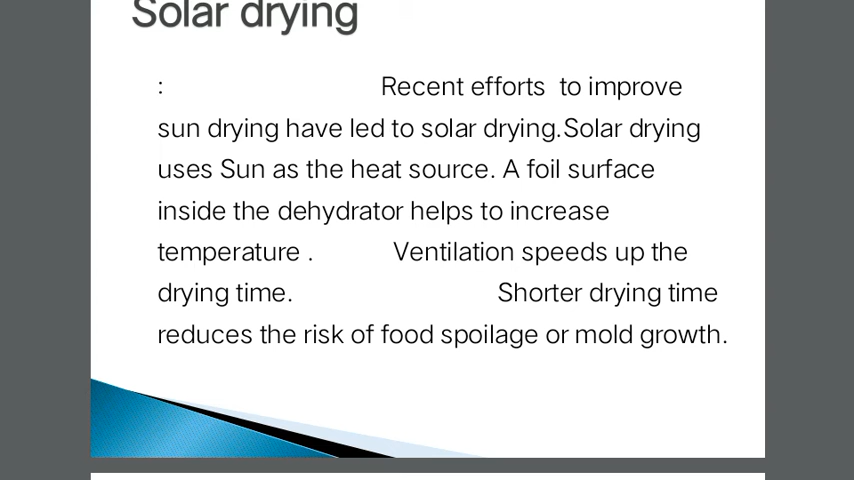 Solar drying
: Recent efforts to improve
sun drying have led to solar drying.Solar drying
uses Sun as the heat source. A foil surface
inside the dehydrator helps to increase
temperature . Ventilation speeds up the
drying time. Shorter drying time
reduces the risk of food spoilage or mold growth.